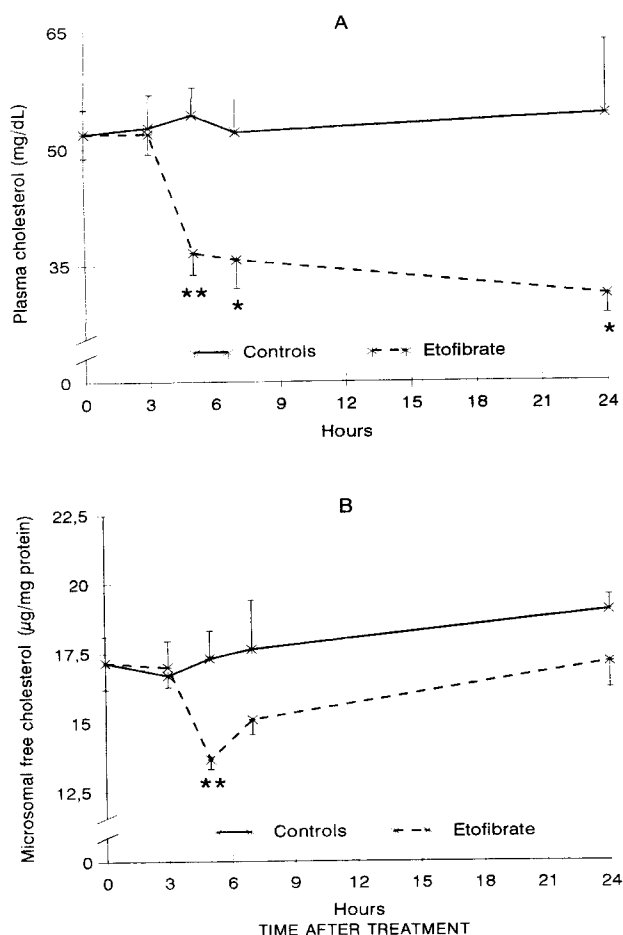 A
65
50
35
0
Plasma cholesterol (mg/dL)
** * *
Controls Etofibrate
0 3 6 9 12 15 18 21 24
Hours
B
22,5
20
17,5
15
12,5
0
Microsomal free cholesterol (μg/mg protein)
**
Controls Etofibrate
0 3 6 9 12 15 18 21 24
Hours
TIME AFTER TREATMENT